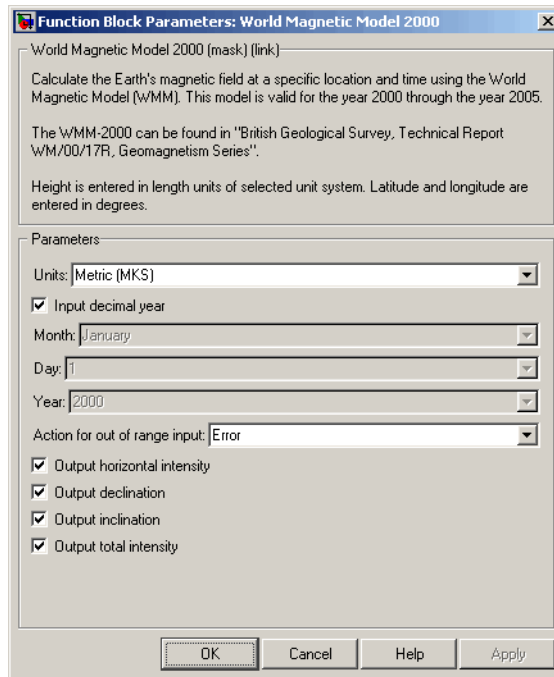 Function Block Parameters: World Magnetic Model 2000
World Magnetic Model 2000 (mask) (link)
Calculate the Earth's magnetic field at a specific location and time using the World
Magnetic Model (WMM). This model is valid for the year 2000 through the year 2005.
The WMM-2000 can be found in "British Geological Survey, Technical Report
WM/00/17R, Geomagnetism Series".
Height is entered in length units of selected unit system. Latitude and longitude are
entered in degrees.
Parameters
Units: Metric (MKS)
Input decimal year
Month: January
Day: 1
Year: 2000
Action for out of range input: Error
Output horizontal intensity
Output declination
Output inclination
Output total intensity
OK Cancel Help Apply